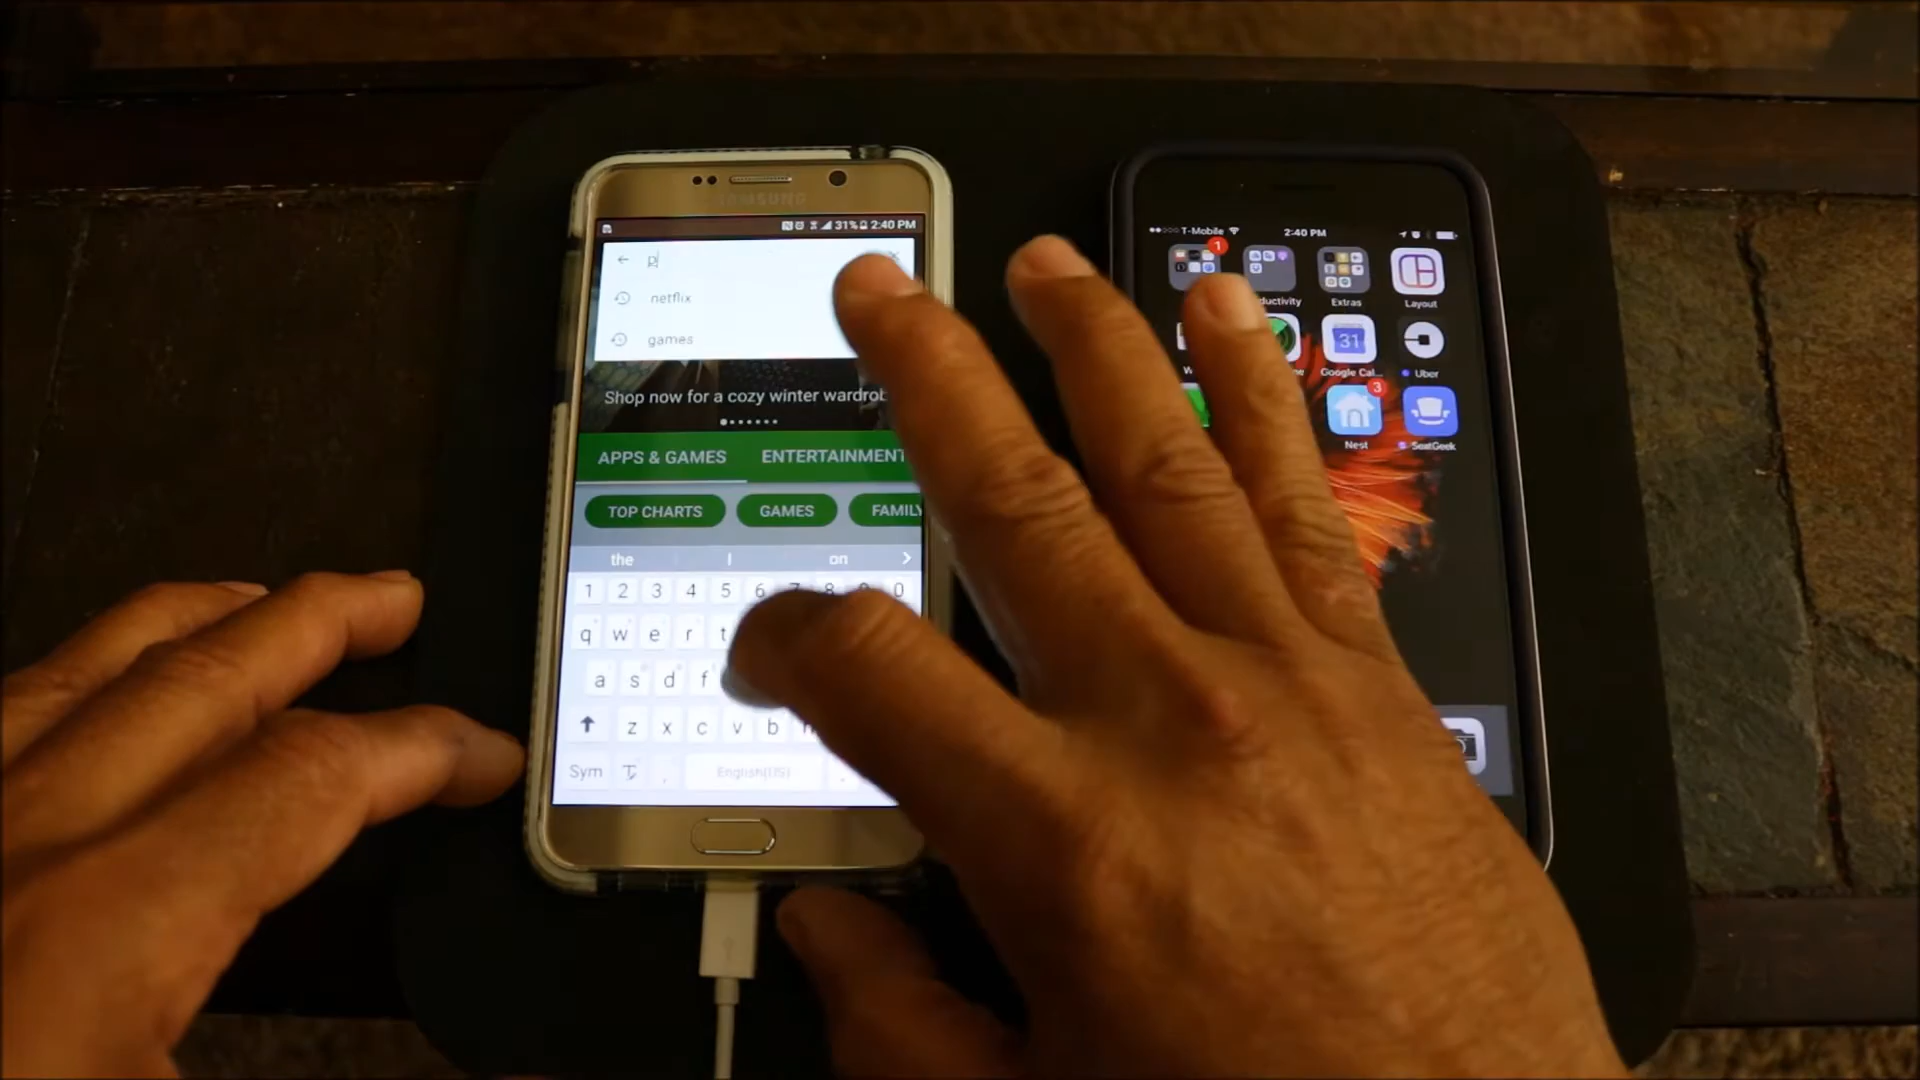 SAMSUNG
31% 2:40 PM
p
netflix
games
Shop now for a cozy winter
APPS & GAMES ENTERTAINMENT
TOP CHARTS GAMES FAMILY
the I on
1 2 3 4 5 6 7 8 9 0
q w e r t
a s d f
z x c v b
Sym , English(US) .
T-Mobile 2:40 PM
1
Extras Layout
31
Google Cal... Uber
3
Nest SeatGeek